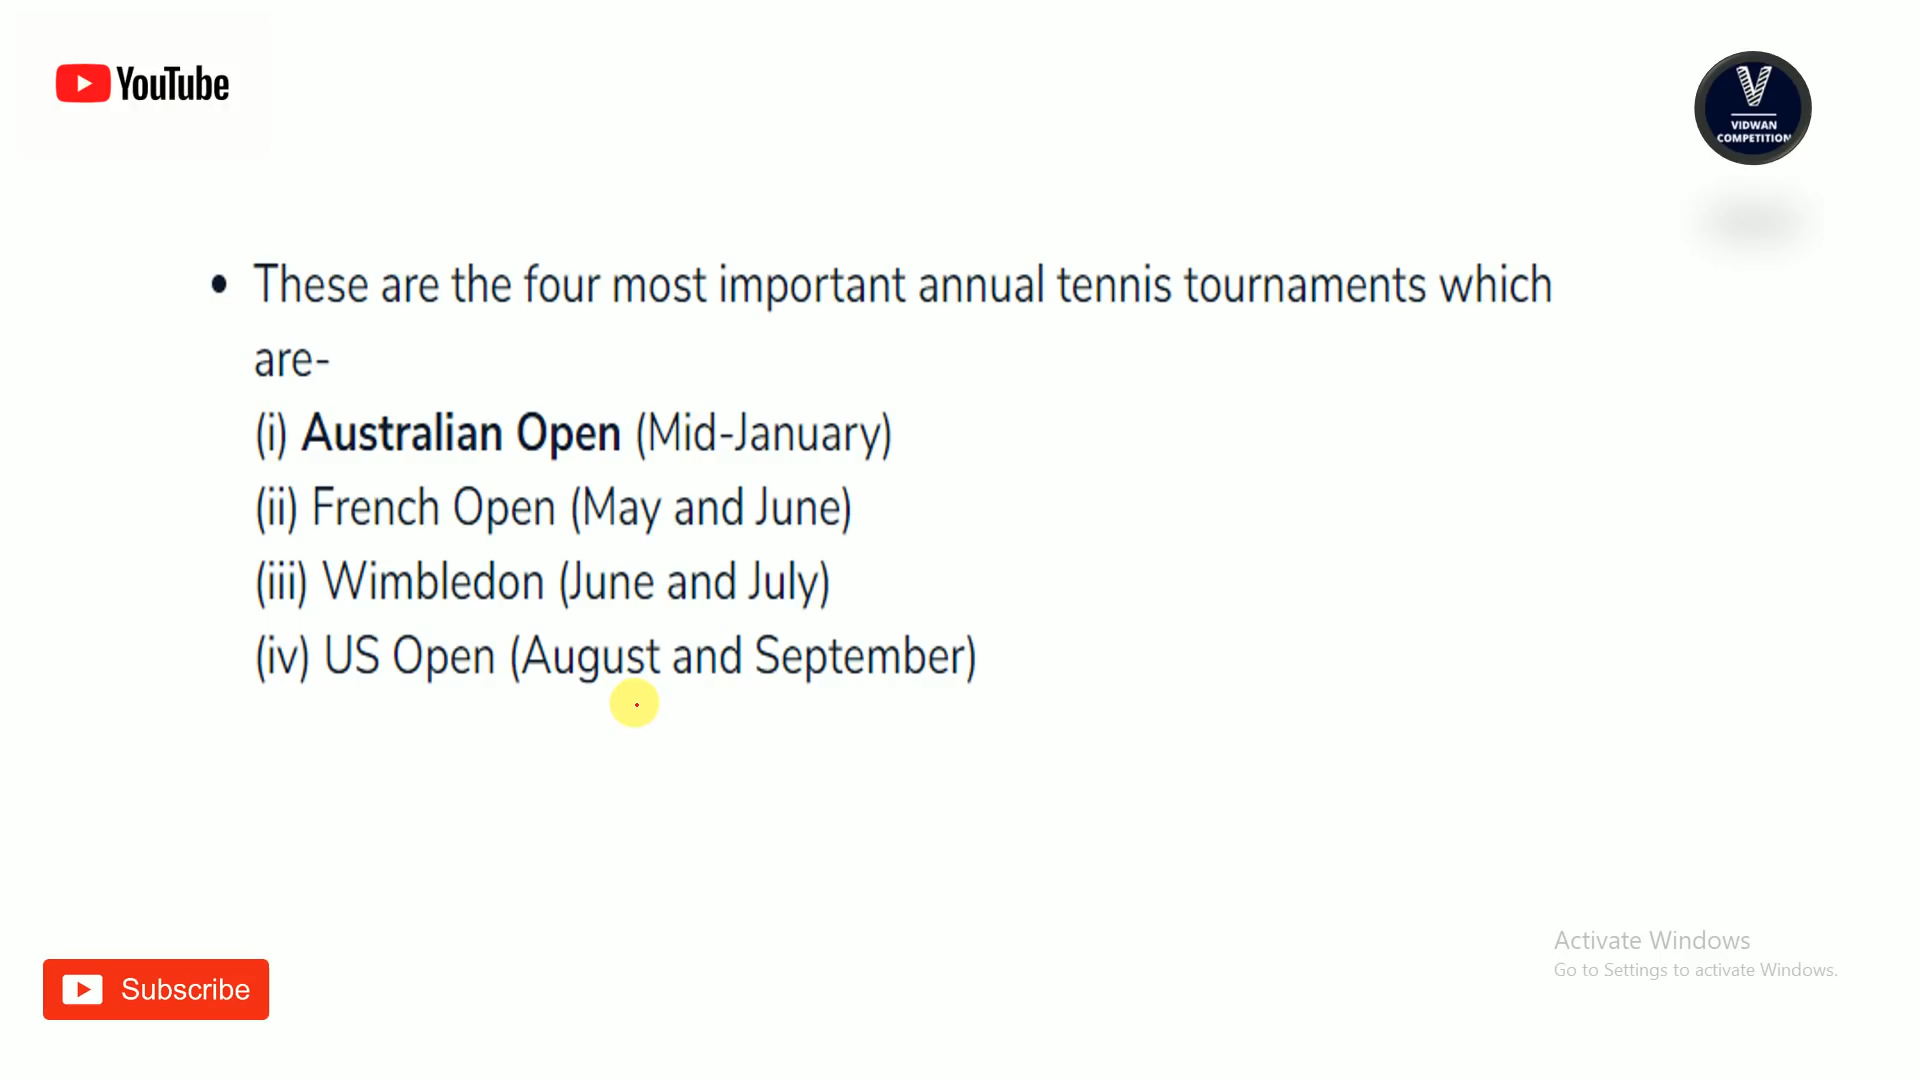 YouTube
V
VIDWAN
COMPETITION
• These are the four most important annual tennis tournaments which
are-
(i) Australian Open (Mid-January)
(ii) French Open (May and June)
(iii) Wimbledon (June and July)
(iv) US Open (August and September)
Activate Windows
Go to Settings to activate Windows.
Subscribe